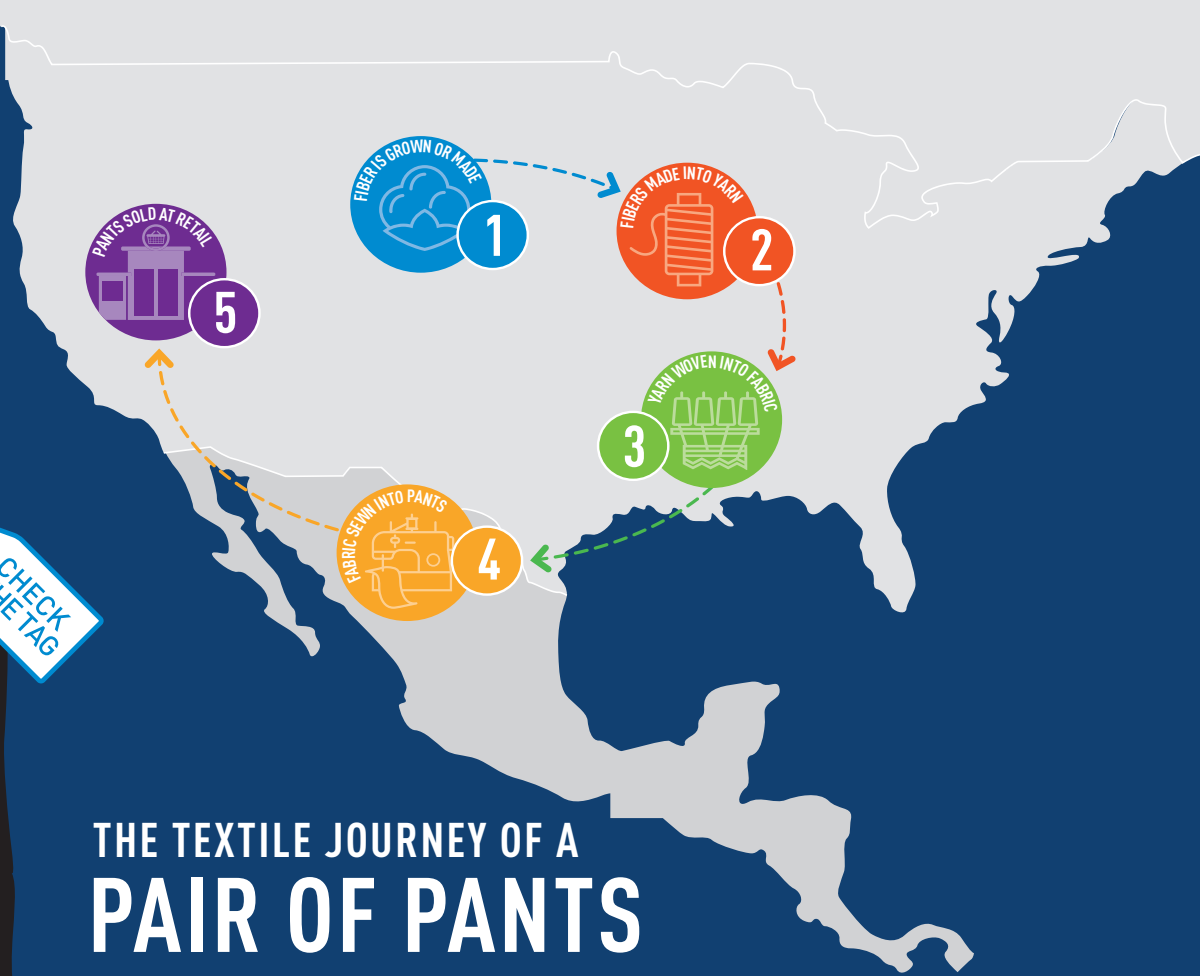 FIBER IS GROWN OR MADE
1
FIBERS MADE INTO YARN
2
YARN WOVEN INTO FABRIC
3
FABRIC SEWN INTO PANTS
4
PANTS SOLD AT RETAIL
5
CHECK
HE TAG
THE TEXTILE JOURNEY OF A
PAIR OF PANTS